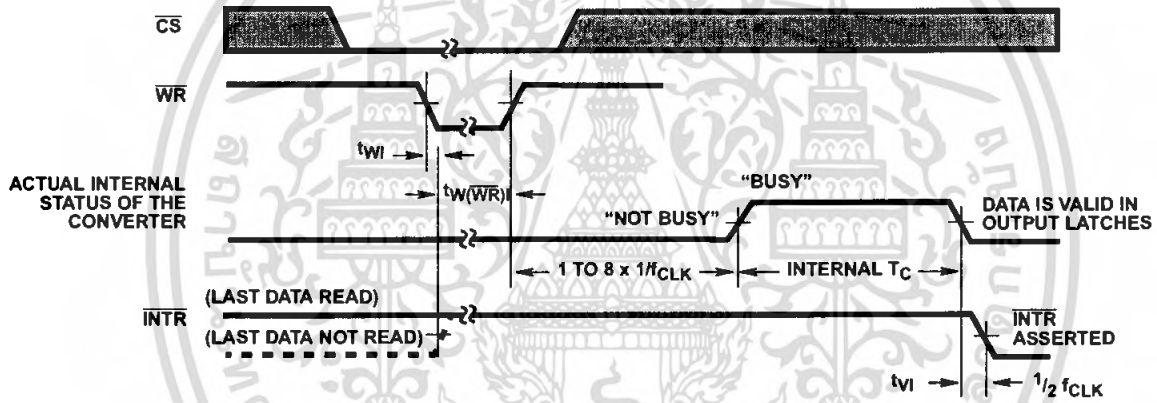 CS
WR
tWI
tW(WR)I
ACTUAL INTERNAL
STATUS OF THE
CONVERTER
"BUSY"
"NOT BUSY"
DATA IS VALID IN
OUTPUT LATCHES
1 TO 8 x 1/fCLK
INTERNAL TC
(LAST DATA READ)
INTR
(LAST DATA NOT READ)
INTR
ASSERTED
tVI
1/2 fCLK